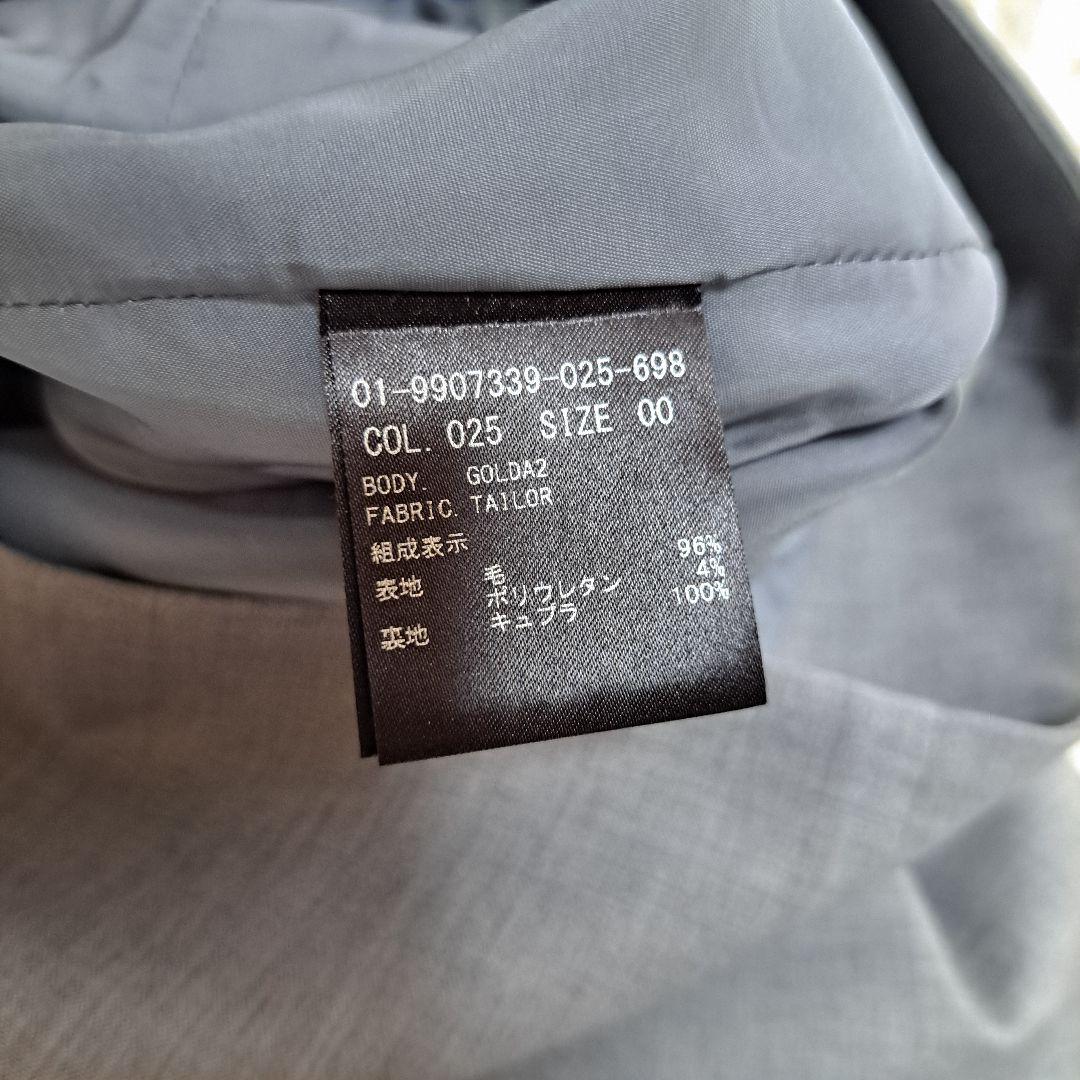 01-9907339-025-698
COL. 025 SIZE 00
BODY. GOLDA2
FABRIC. TAILOR
組成表示
表地 毛 96%
ポリウレタン 4%
裏地 キュプラ 100%